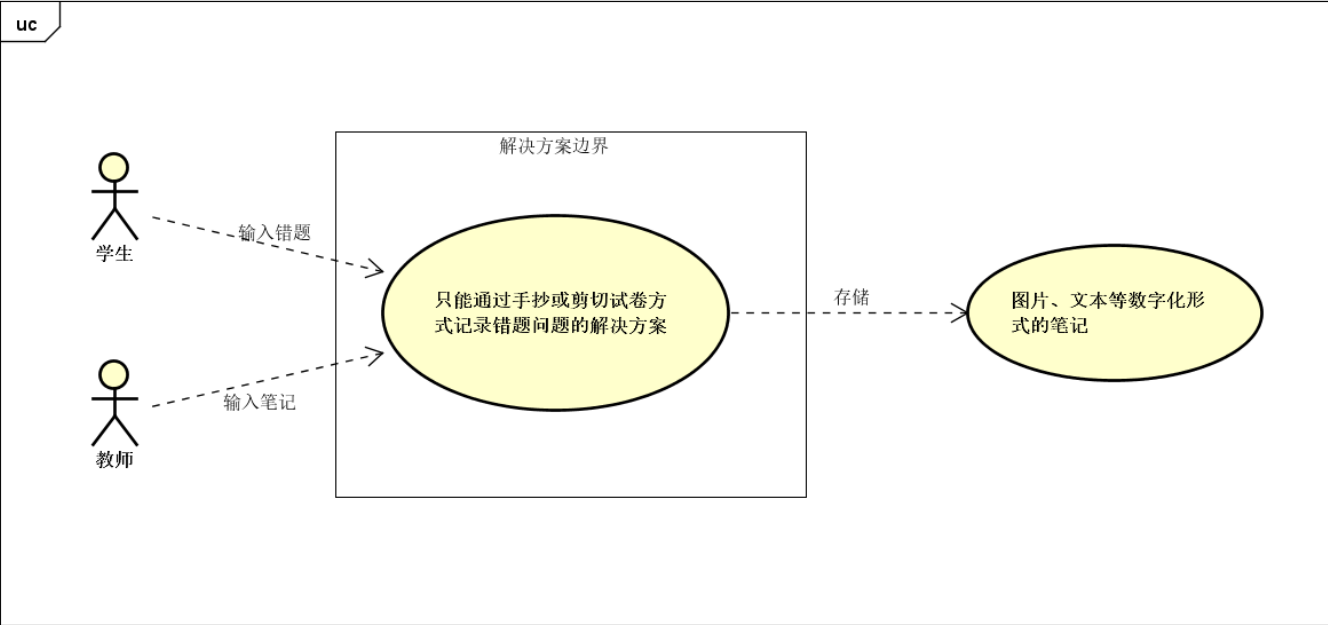 uc
解决方案边界
学生
输入错题
只能通过手抄或剪切试卷方
式记录错题问题的解决方案
存储
图片、文本等数字化形
式的笔记
输入笔记
教师